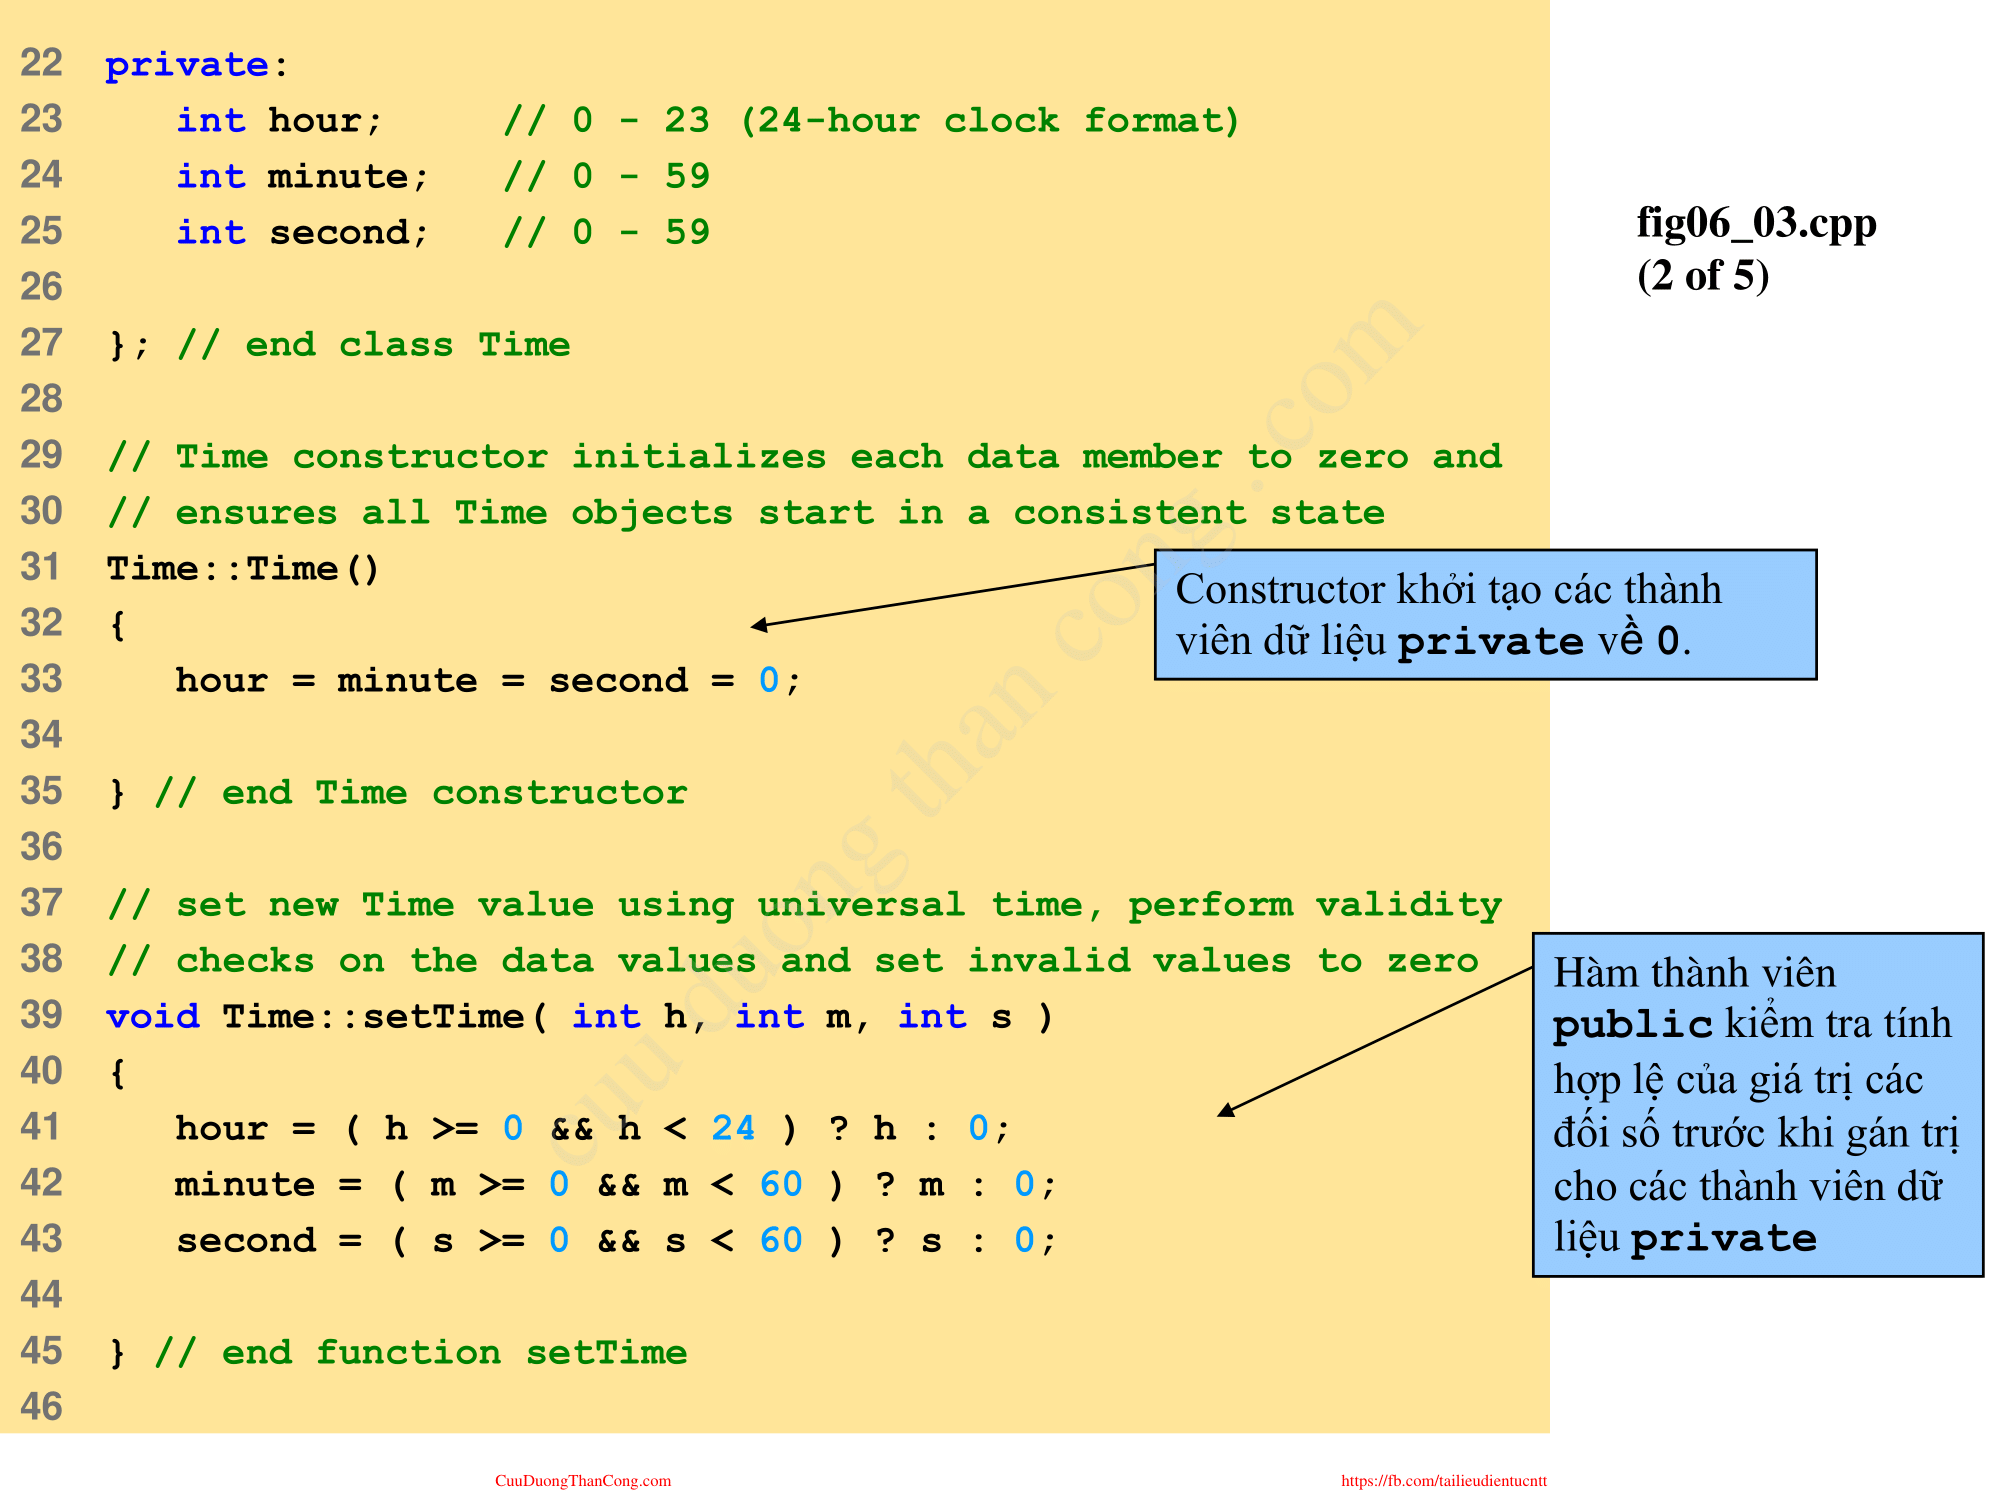 22 private:
23 int hour; // 0 - 23 (24-hour clock format)
24 int minute; // 0 - 59
25 int second; // 0 - 59
26
27 }; // end class Time
28
29 // Time constructor initializes each data member to zero and
30 // ensures all Time objects start in a consistent state
31 Time::Time()
32 {
33 hour = minute = second = 0;
34
35 } // end Time constructor
36
37 // set new Time value using universal time, perform validity
38 // checks on the data values and set invalid values to zero
39 void Time::setTime( int h, int m, int s )
40 {
41 hour = ( h >= 0 && h < 24 ) ? h : 0;
42 minute = ( m >= 0 && m < 60 ) ? m : 0;
43 second = ( s >= 0 && s < 60 ) ? s : 0;
44
45 } // end function setTime
46
fig06_03.cpp
(2 of 5)
Constructor khởi tạo các thành
viên dữ liệu private về 0.
Hàm thành viên
public kiểm tra tính
hợp lệ của giá trị các
đối số trước khi gán trị
cho các thành viên dữ
liệu private
cuu duong than cong . com
CuuDuongThanCong.com
https://fb.com/tailieudientucntt